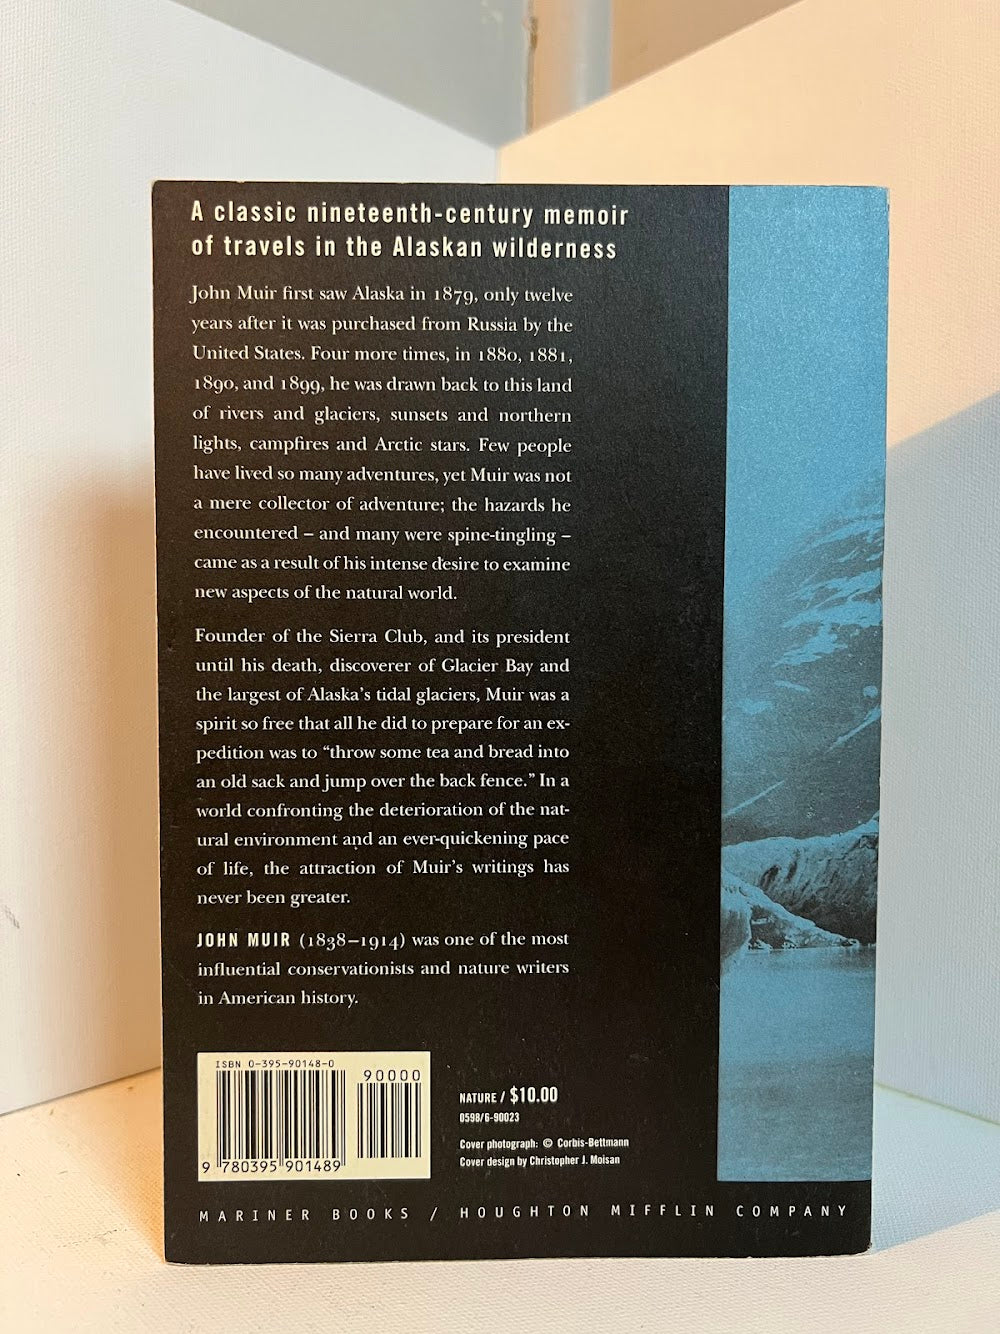 A classic nineteenth-century memoir
of travels in the Alaskan wilderness
John Muir first saw Alaska in 1879, only twelve
years after it was purchased from Russia by the
United States. Four more times, in 1880, 1881,
1890, and 1899, he was drawn back to this land
of rivers and glaciers, sunsets and northern
lights, campfires and Arctic stars. Few people
have lived so many adventures, yet Muir was not
a mere collector of adventure; the hazards he
encountered – and many were spine-tingling –
came as a result of his intense desire to examine
new aspects of the natural world.
Founder of the Sierra Club, and its president
until his death, discoverer of Glacier Bay and
the largest of Alaska's tidal glaciers, Muir was a
spirit so free that all he did to prepare for an ex-
pedition was to “throw some tea and bread into
an old sack and jump over the back fence.” In a
world confronting the deterioration of the nat-
ural environment and an ever-quickening pace
of life, the attraction of Muir's writings has
never been greater.
JOHN MUIR (1838–1914) was one of the most
influential conservationists and nature writers
in American history.
ISBN 0-395-90148-0
90000
9 780395 901489
NATURE / $10.00
0598/6-90023
Cover photograph: © Corbis-Bettmann
Cover design by Christopher J. Moisan
MARINER BOOKS / HOUGHTON MIFFLIN COMPANY